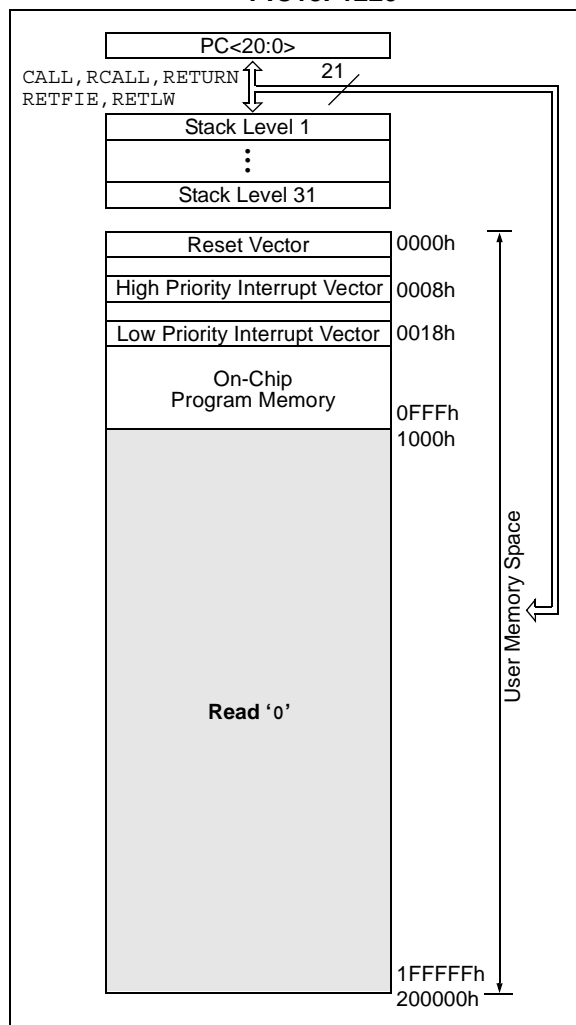 PC<20:0>
CALL,RCALL,RETURN
RETFIE,RETLW
21
Stack Level 1
Stack Level 31
Reset Vector
0000h
High Priority Interrupt Vector
0008h
Low Priority Interrupt Vector
0018h
On-Chip
Program Memory
0FFFh
1000h
User Memory Space
Read ‘0’
1FFFFFh
200000h